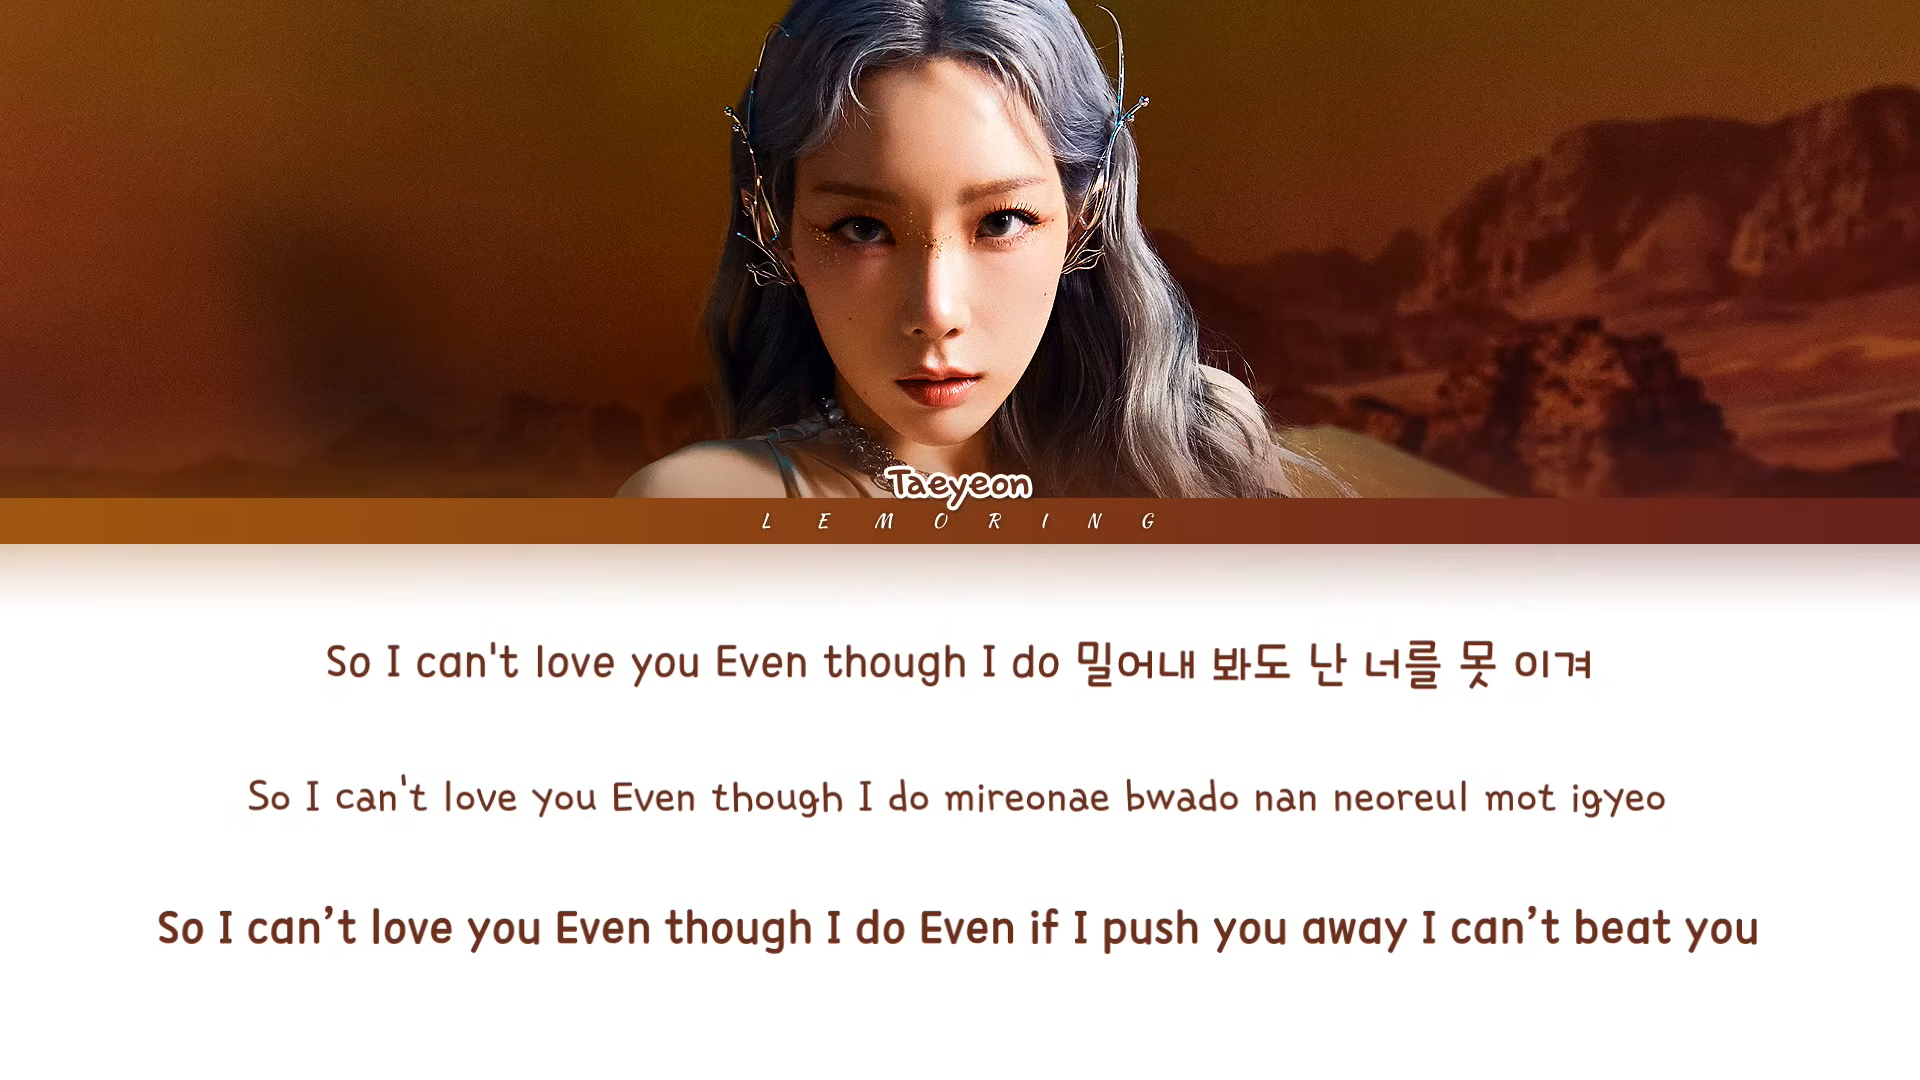 Taeyeon
LEMORING
So I can't love you Even though I do 밀어내 봐도 난 너를 못 이겨
So I can't love you Even though I do mireonae bwado nan neoreul mot igyeo
So I can’t love you Even though I do Even if I push you away I can’t beat you